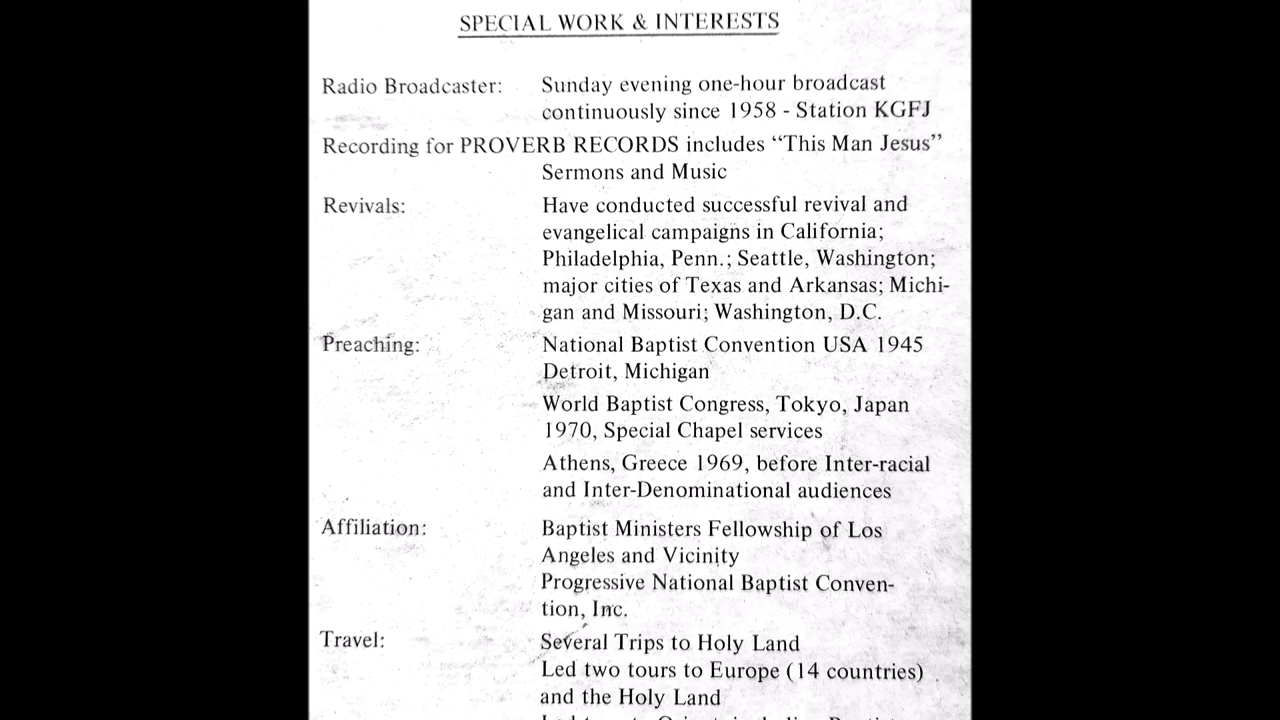 SPECIAL WORK & INTERESTS
Radio Broadcaster: Sunday evening one-hour broadcast
continuously since 1958 - Station KGFJ
Recording for PROVERB RECORDS includes “This Man Jesus”
Sermons and Music
Revivals: Have conducted successful revival and
evangelical campaigns in California;
Philadelphia, Penn.; Seattle, Washington;
major cities of Texas and Arkansas; Michi-
gan and Missouri; Washington, D.C.
Preaching: National Baptist Convention USA 1945
Detroit, Michigan
World Baptist Congress, Tokyo, Japan
1970, Special Chapel services
Athens, Greece 1969, before Inter-racial
and Inter-Denominational audiences
Affiliation: Baptist Ministers Fellowship of Los
Angeles and Vicinity
Progressive National Baptist Conven-
tion, Inc.
Travel: Several Trips to Holy Land
Led two tours to Europe (14 countries)
and the Holy Land